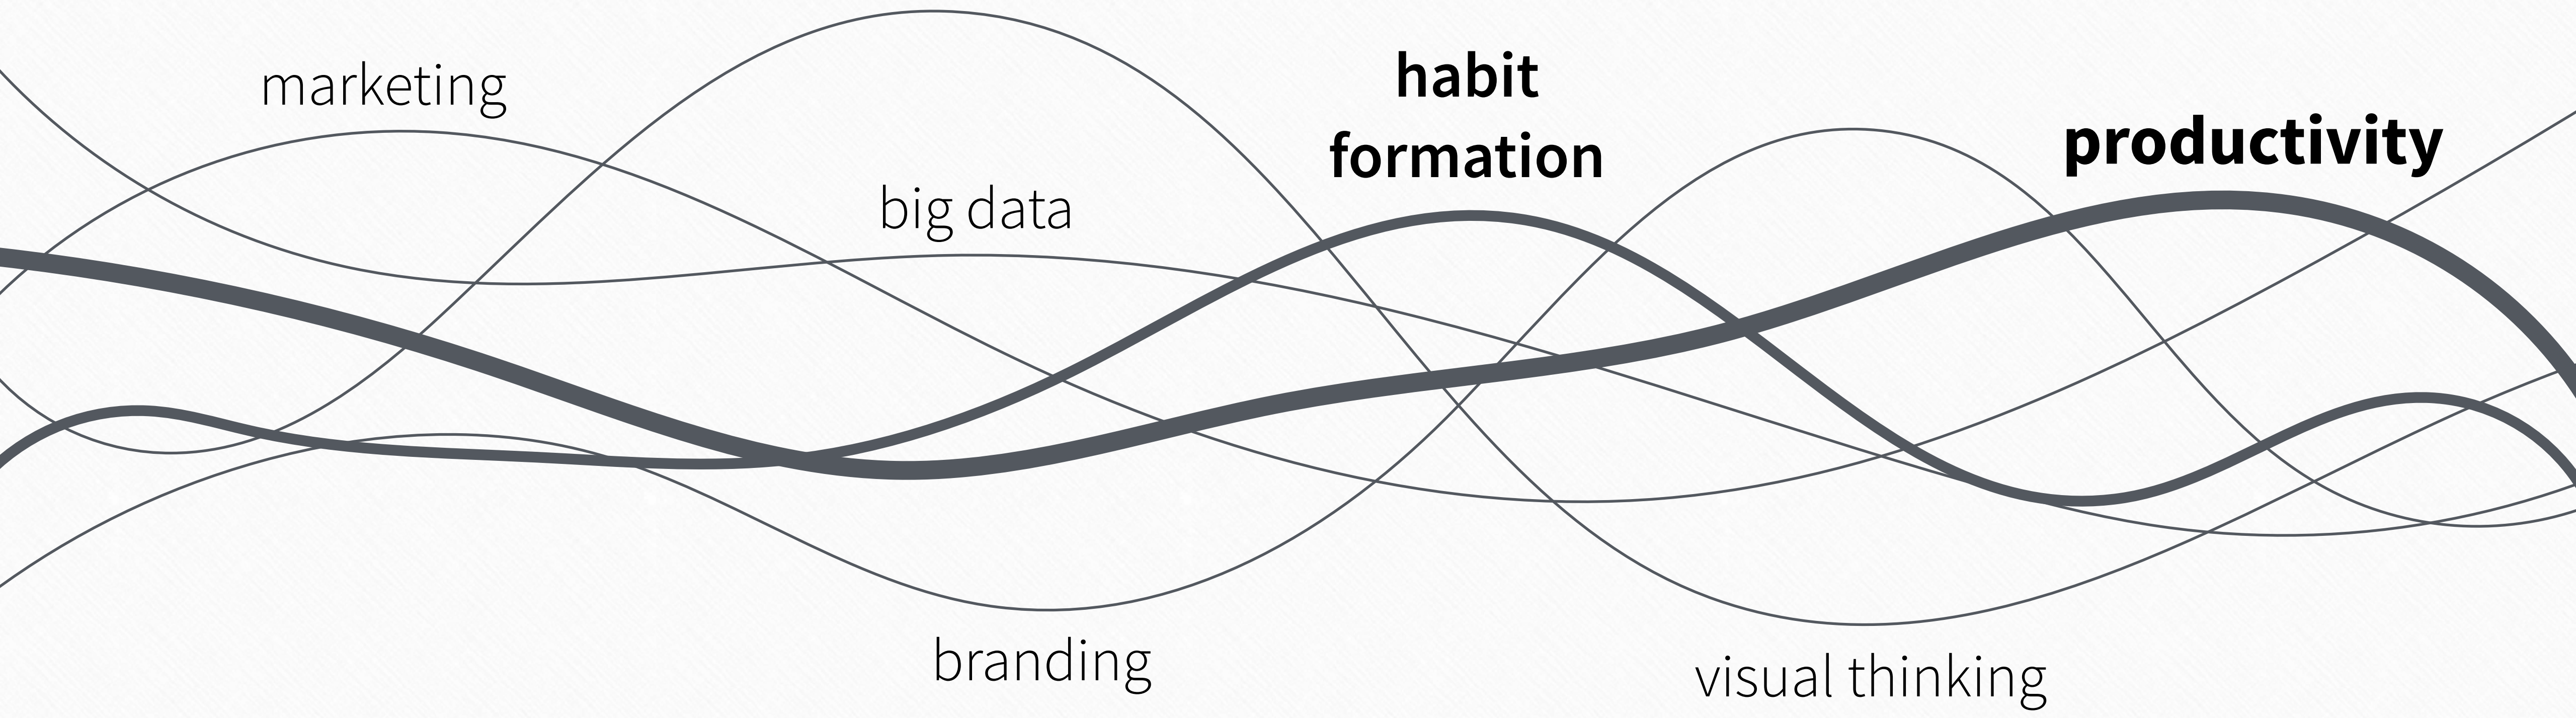 marketing
big data
habit
formation
productivity
branding
visual thinking